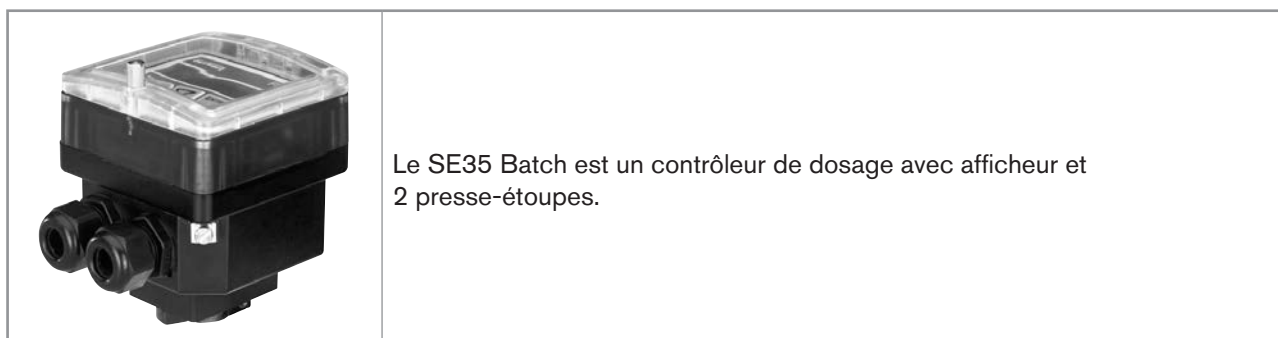 Le SE35 Batch est un contrôleur de dosage avec afficheur et
2 presse-étoupes.